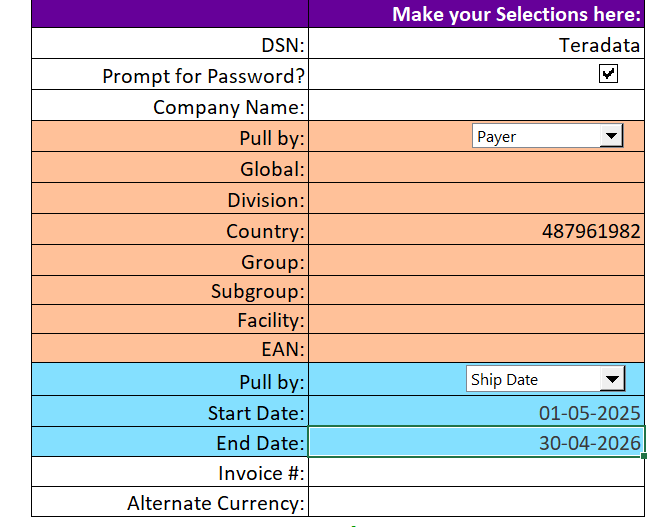 Make your Selections here:
DSN: Teradata
Prompt for Password?
Company Name:
Pull by: Payer
Global:
Division:
Country: 487961982
Group:
Subgroup:
Facility:
EAN:
Pull by: Ship Date
Start Date: 01-05-2025
End Date: 30-04-2026
Invoice #:
Alternate Currency: